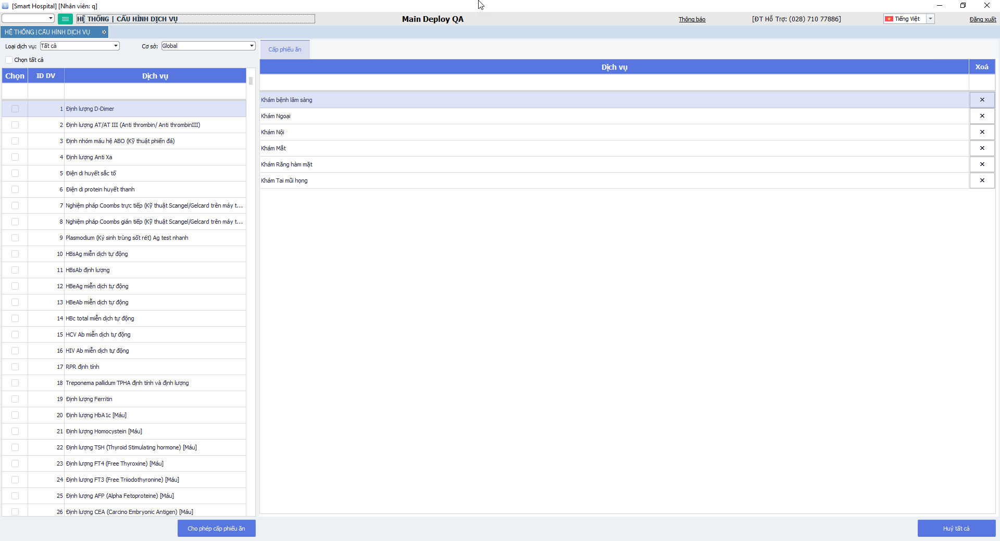 [Smart Hospital] [Nhân viên: q]
HỆ THỐNG | CẤU HÌNH DỊCH VỤ
Main Deploy QA
Thông báo
[ĐT Hỗ Trợ: (028) 710 77886]
Tiếng Việt
Đăng xuất
HỆ THỐNG | CẤU HÌNH DỊCH VỤ
Loại dịch vụ: Tất cả
Cơ sở: Global
Chọn tất cả
Chọn ID DV Dịch vụ
1 Định lượng D-Dimer
2 Định lượng AT/AT III (Anti thrombin/ Anti thrombinIII)
3 Định nhóm máu hệ ABO (Kỹ thuật phiến đá)
4 Định lượng Anti Xa
5 Điện di huyết sắc tố
6 Điện di protein huyết thanh
7 Nghiệm pháp Coombs trực tiếp (Kỹ thuật Scangel/Gelcard trên máy t...
8 Nghiệm pháp Coombs gián tiếp (Kỹ thuật Scangel/Gelcard trên máy t...
9 Plasmodium (Ký sinh trùng sốt rét) Ag test nhanh
10 HBsAg miễn dịch tự động
11 HBsAb định lượng
12 HBeAg miễn dịch tự động
13 HBeAb miễn dịch tự động
14 HBc total miễn dịch tự động
15 HCV Ab miễn dịch tự động
16 HIV Ab miễn dịch tự động
17 RPR định tính
18 Treponema pallidum TPHA định tính và định lượng
19 Định lượng Ferritin
20 Định lượng HbA1c [Máu]
21 Định lượng Homocystein [Máu]
22 Định lượng TSH (Thyroid Stimulating hormone) [Máu]
23 Định lượng FT4 (Free Thyroxine) [Máu]
24 Định lượng FT3 (Free Triiodothyronine) [Máu]
25 Định lượng AFP (Alpha Fetoproteine) [Máu]
26 Định lượng CEA (Carcino Embryonic Antigen) [Máu]
Cho phép cấp phiếu ăn
Cấp phiếu ăn
Dịch vụ Xoá
Khám bệnh lâm sàng
Khám Ngoại
Khám Nội
Khám Mắt
Khám Răng hàm mặt
Khám Tai mũi họng
Huỷ tất cả